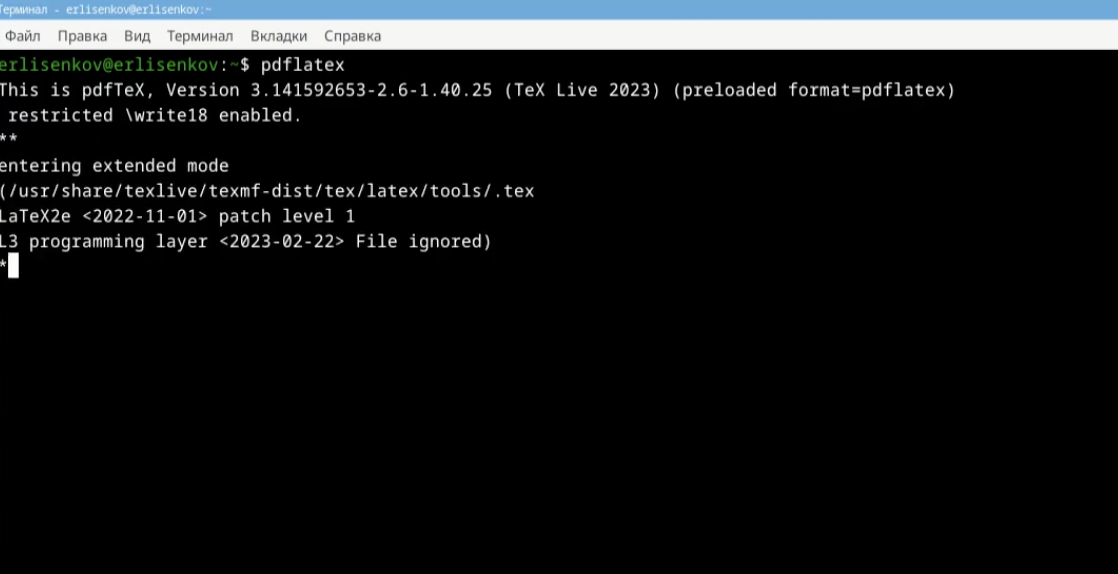 Терминал - erlisenkov@erlisenkov:~
Файл Правка Вид Терминал Вкладки Справка
erlisenkov@erlisenkov:~$ pdflatex
This is pdfTeX, Version 3.141592653-2.6-1.40.25 (TeX Live 2023) (preloaded format=pdflatex)
 restricted \write18 enabled.
**
entering extended mode
(/usr/share/texlive/texmf-dist/tex/latex/tools/.tex
LaTeX2e <2022-11-01> patch level 1
L3 programming layer <2023-02-22> File ignored)
*